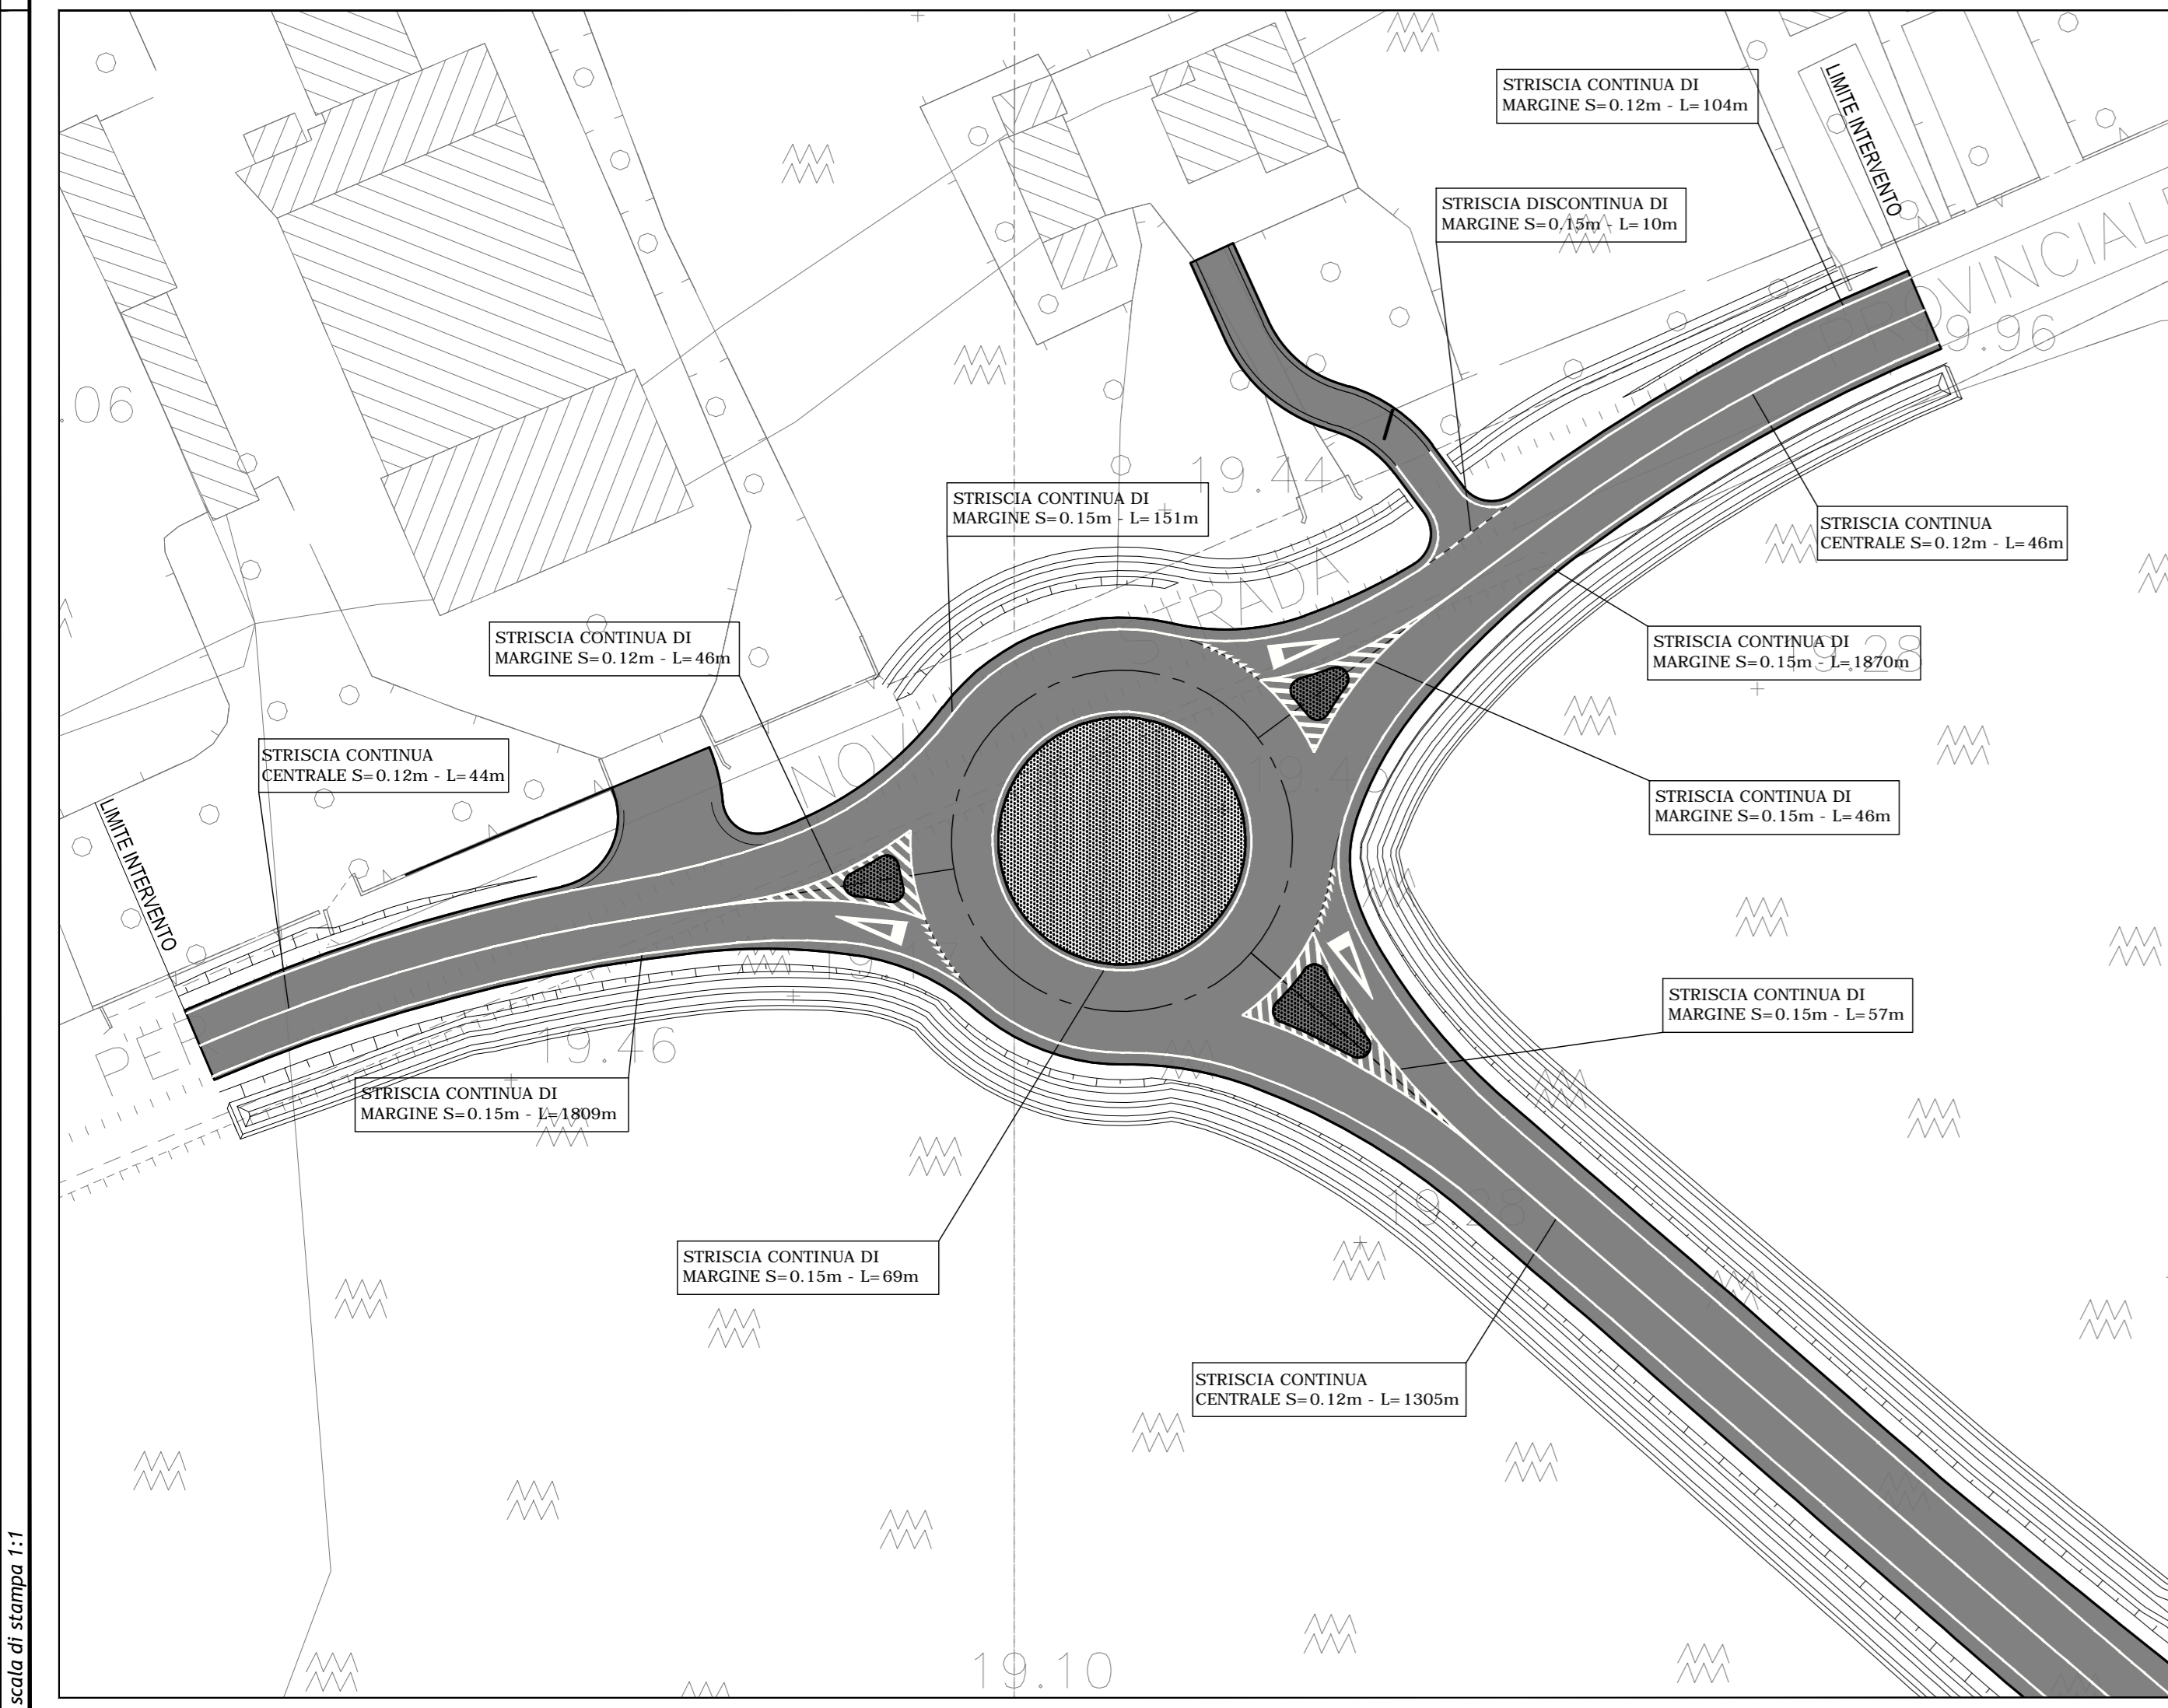 STRISCIA CONTINUA DI
MARGINE S=0.12m - L=104m
LIMITE INTERVENTO
STRISCIA DISCONTINUA DI
MARGINE S=0.15m - L=10m
PROVINCIALE
9.96
.06
19.44
STRISCIA CONTINUA DI
MARGINE S=0.15m - L=151m
STRISCIA CONTINUA
CENTRALE S=0.12m - L=46m
STRADA
STRISCIA CONTINUA DI
MARGINE S=0.12m - L=46m
STRISCIA CONTINUA DI
MARGINE S=0.15m - L=1870m
19.28
STRISCIA CONTINUA
CENTRALE S=0.12m - L=44m
NOV
STRISCIA CONTINUA DI
MARGINE S=0.15m - L=46m
LIMITE INTERVENTO
STRISCIA CONTINUA DI
MARGINE S=0.15m - L=57m
PER
19.46
STRISCIA CONTINUA DI
MARGINE S=0.15m - L=1809m
19.28
STRISCIA CONTINUA DI
MARGINE S=0.15m - L=69m
STRISCIA CONTINUA
CENTRALE S=0.12m - L=1305m
19.10
scala di stampa 1:1